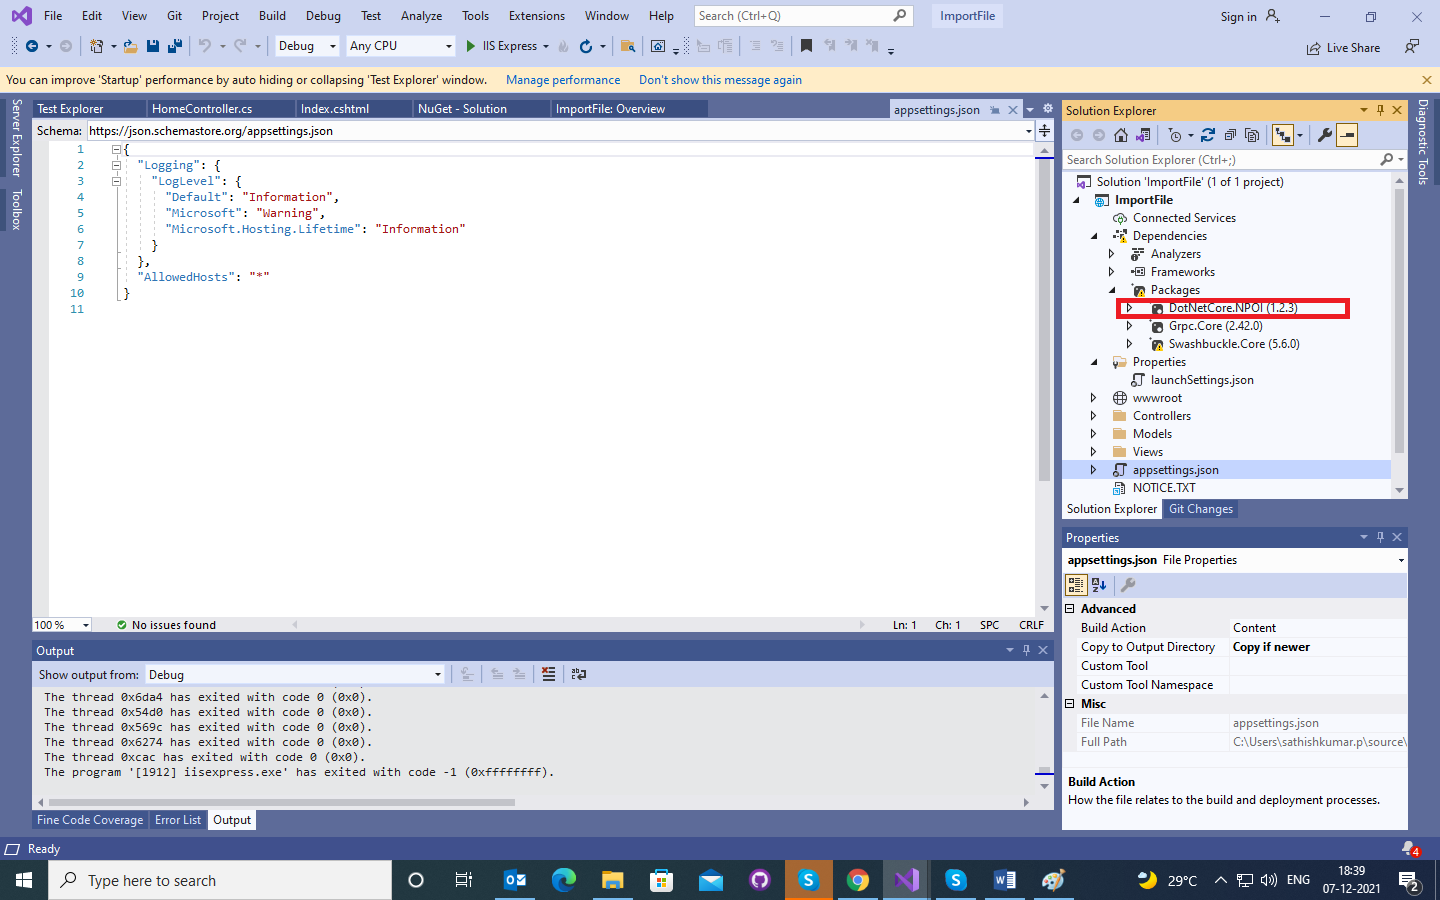 File Edit View Git Project Build Debug Test Analyze Tools Extensions Window Help Search (Ctrl+Q) ImportFile Sign in
Debug Any CPU IIS Express Live Share
You can improve 'Startup' performance by auto hiding or collapsing 'Test Explorer' window. Manage performance Don't show this message again
Server Explorer
Toolbox
Test Explorer HomeController.cs Index.cshtml NuGet - Solution ImportFile: Overview appsettings.json
Schema: https://json.schemastore.org/appsettings.json
1 {
2 "Logging": {
3 "LogLevel": {
4 "Default": "Information",
5 "Microsoft": "Warning",
6 "Microsoft.Hosting.Lifetime": "Information"
7 }
8 },
9 "AllowedHosts": "*"
10 }
11
100 % No issues found Ln: 1 Ch: 1 SPC CRLF
Output
Show output from: Debug
The thread 0x6da4 has exited with code 0 (0x0).
The thread 0x54d0 has exited with code 0 (0x0).
The thread 0x569c has exited with code 0 (0x0).
The thread 0x6274 has exited with code 0 (0x0).
The thread 0xcac has exited with code 0 (0x0).
The program '[1912] iisexpress.exe' has exited with code -1 (0xffffffff).
Fine Code Coverage Error List Output
Solution Explorer
Search Solution Explorer (Ctrl+;)
Solution 'ImportFile' (1 of 1 project)
ImportFile
Connected Services
Dependencies
Analyzers
Frameworks
Packages
DotNetCore.NPOI (1.2.3)
Grpc.Core (2.42.0)
Swashbuckle.Core (5.6.0)
Properties
launchSettings.json
wwwroot
Controllers
Models
Views
appsettings.json
NOTICE.TXT
Solution Explorer Git Changes
Properties
appsettings.json File Properties
Advanced
Build Action Content
Copy to Output Directory Copy if newer
Custom Tool
Custom Tool Namespace
Misc
File Name appsettings.json
Full Path C:\Users\sathishkumar.p\source\
Build Action
How the file relates to the build and deployment processes.
Diagnostic Tools
Ready 4
Type here to search 29°C ENG 18:39
07-12-2021 2